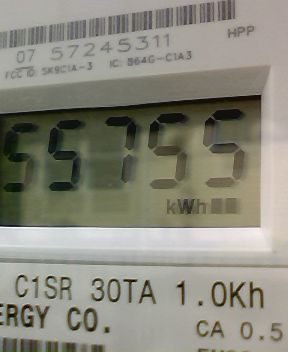 07 57245311
HPP
FCC ID: SK9C1A-3 IC: 864G-C1A3
55755
kWh
C1SR 30TA 1.0Kh
ERGY CO.
CA 0.5